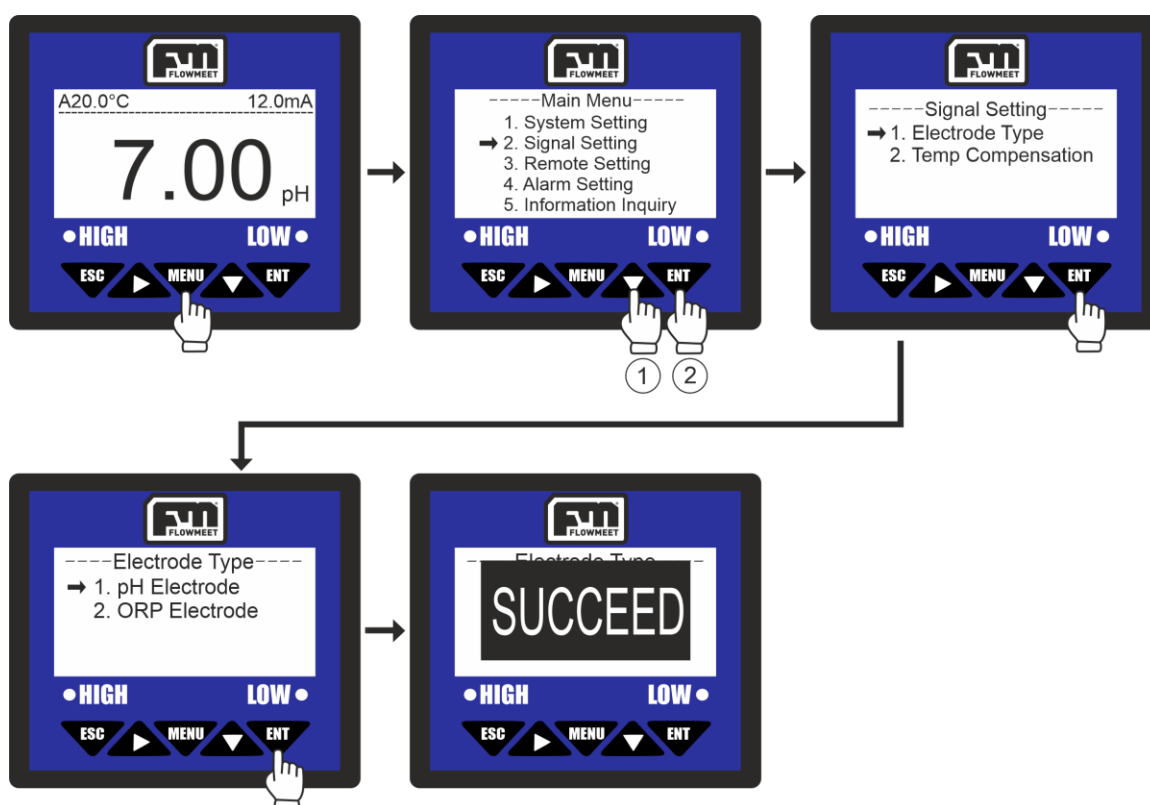 FLOWMEET
A20.0°C 12.0mA
7.00 pH
HIGH LOW
ESC MENU ENT
FLOWMEET
-----Main Menu-----
1. System Setting
2. Signal Setting
3. Remote Setting
4. Alarm Setting
5. Information Inquiry
HIGH LOW
ESC MENU ENT
1 2
FLOWMEET
----Signal Setting----
1. Electrode Type
2. Temp Compensation
HIGH LOW
ESC MENU ENT
FLOWMEET
----Electrode Type----
1. pH Electrode
2. ORP Electrode
HIGH LOW
ESC MENU ENT
FLOWMEET
Electrode Type
SUCCEED
HIGH LOW
ESC MENU ENT